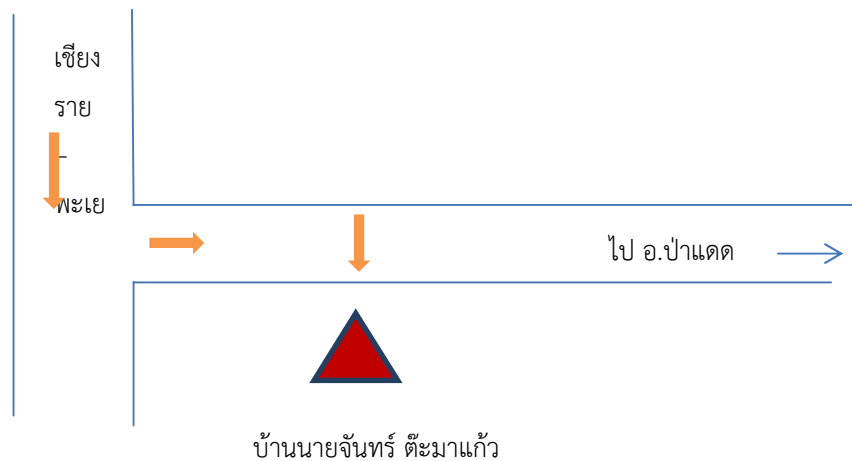 เชียง
ราย
–
พะเย
ไป อ.ป่าแดด
บ้านนายจันทร์ ต๊ะมาแก้ว